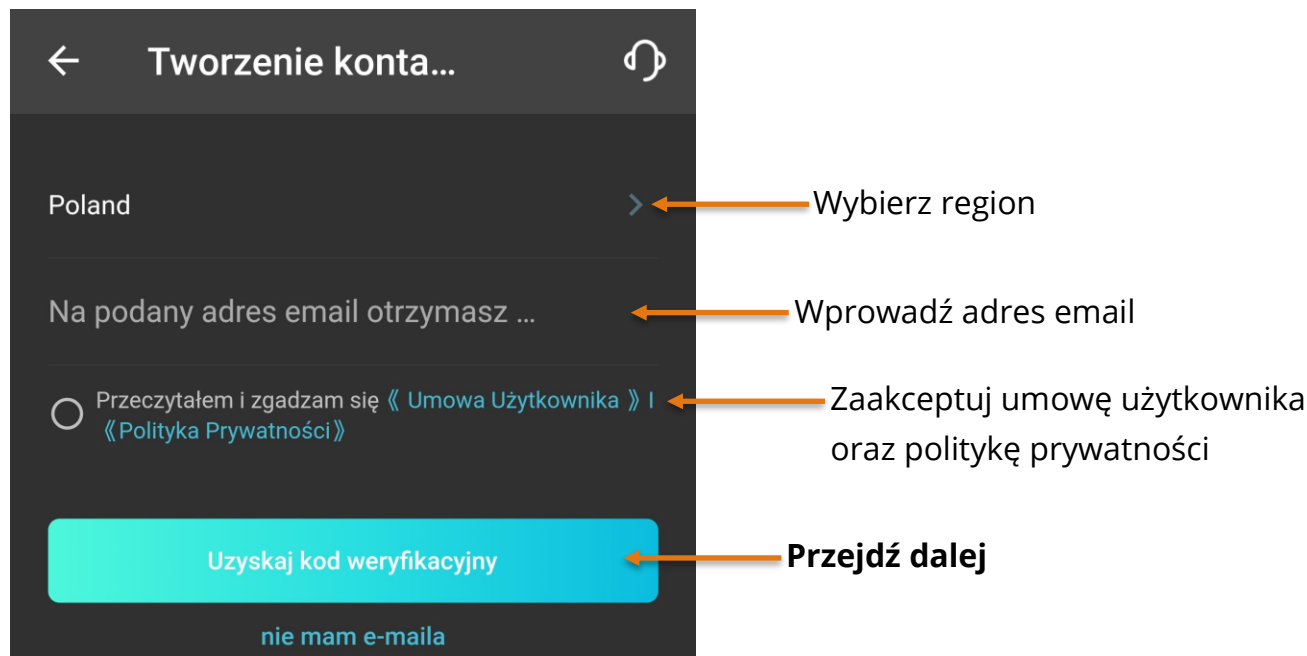 Tworzenie konta...
Poland
Wybierz region
Na podany adres email otrzymasz ...
Wprowadź adres email
Przeczytałem i zgadzam się《 Umowa Użytkownika 》I
《Polityka Prywatności》
Zaakceptuj umowę użytkownika
oraz politykę prywatności
Uzyskaj kod weryfikacyjny
Przejdź dalej
nie mam e-maila